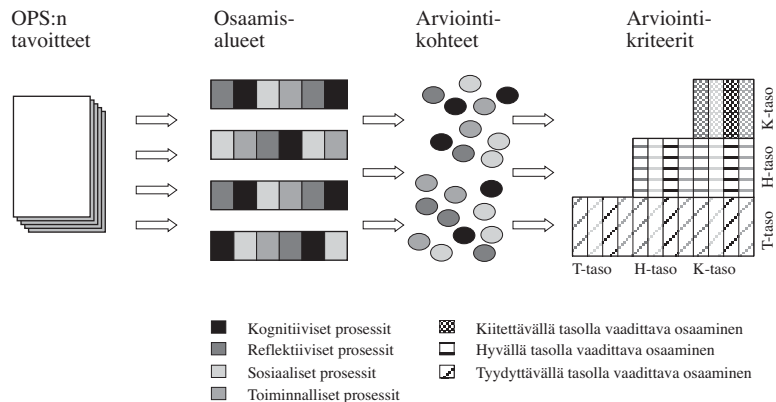 OPS:n
tavoitteet
Osaamis-
alueet
Arviointi-
kohteet
Arviointi-
kriteerit
K-taso
H-taso
T-taso
T-taso
H-taso
K-taso
Kognitiiviset prosessit
Reflektiiviset prosessit
Sosiaaliset prosessit
Toiminnalliset prosessit
Kiitettävällä tasolla vaadittava osaaminen
Hyvällä tasolla vaadittava osaaminen
Tyydyttävällä tasolla vaadittava osaaminen